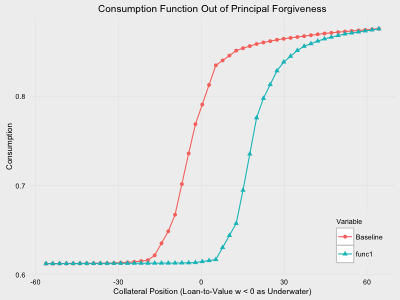 Consumption Function Out of Principal Forgiveness
Consumption
0.8
0.7
0.6
-60
-30
0
30
60
Collateral Position (Loan-to-Value w < 0 as Underwater)
Variable
Baseline
func1